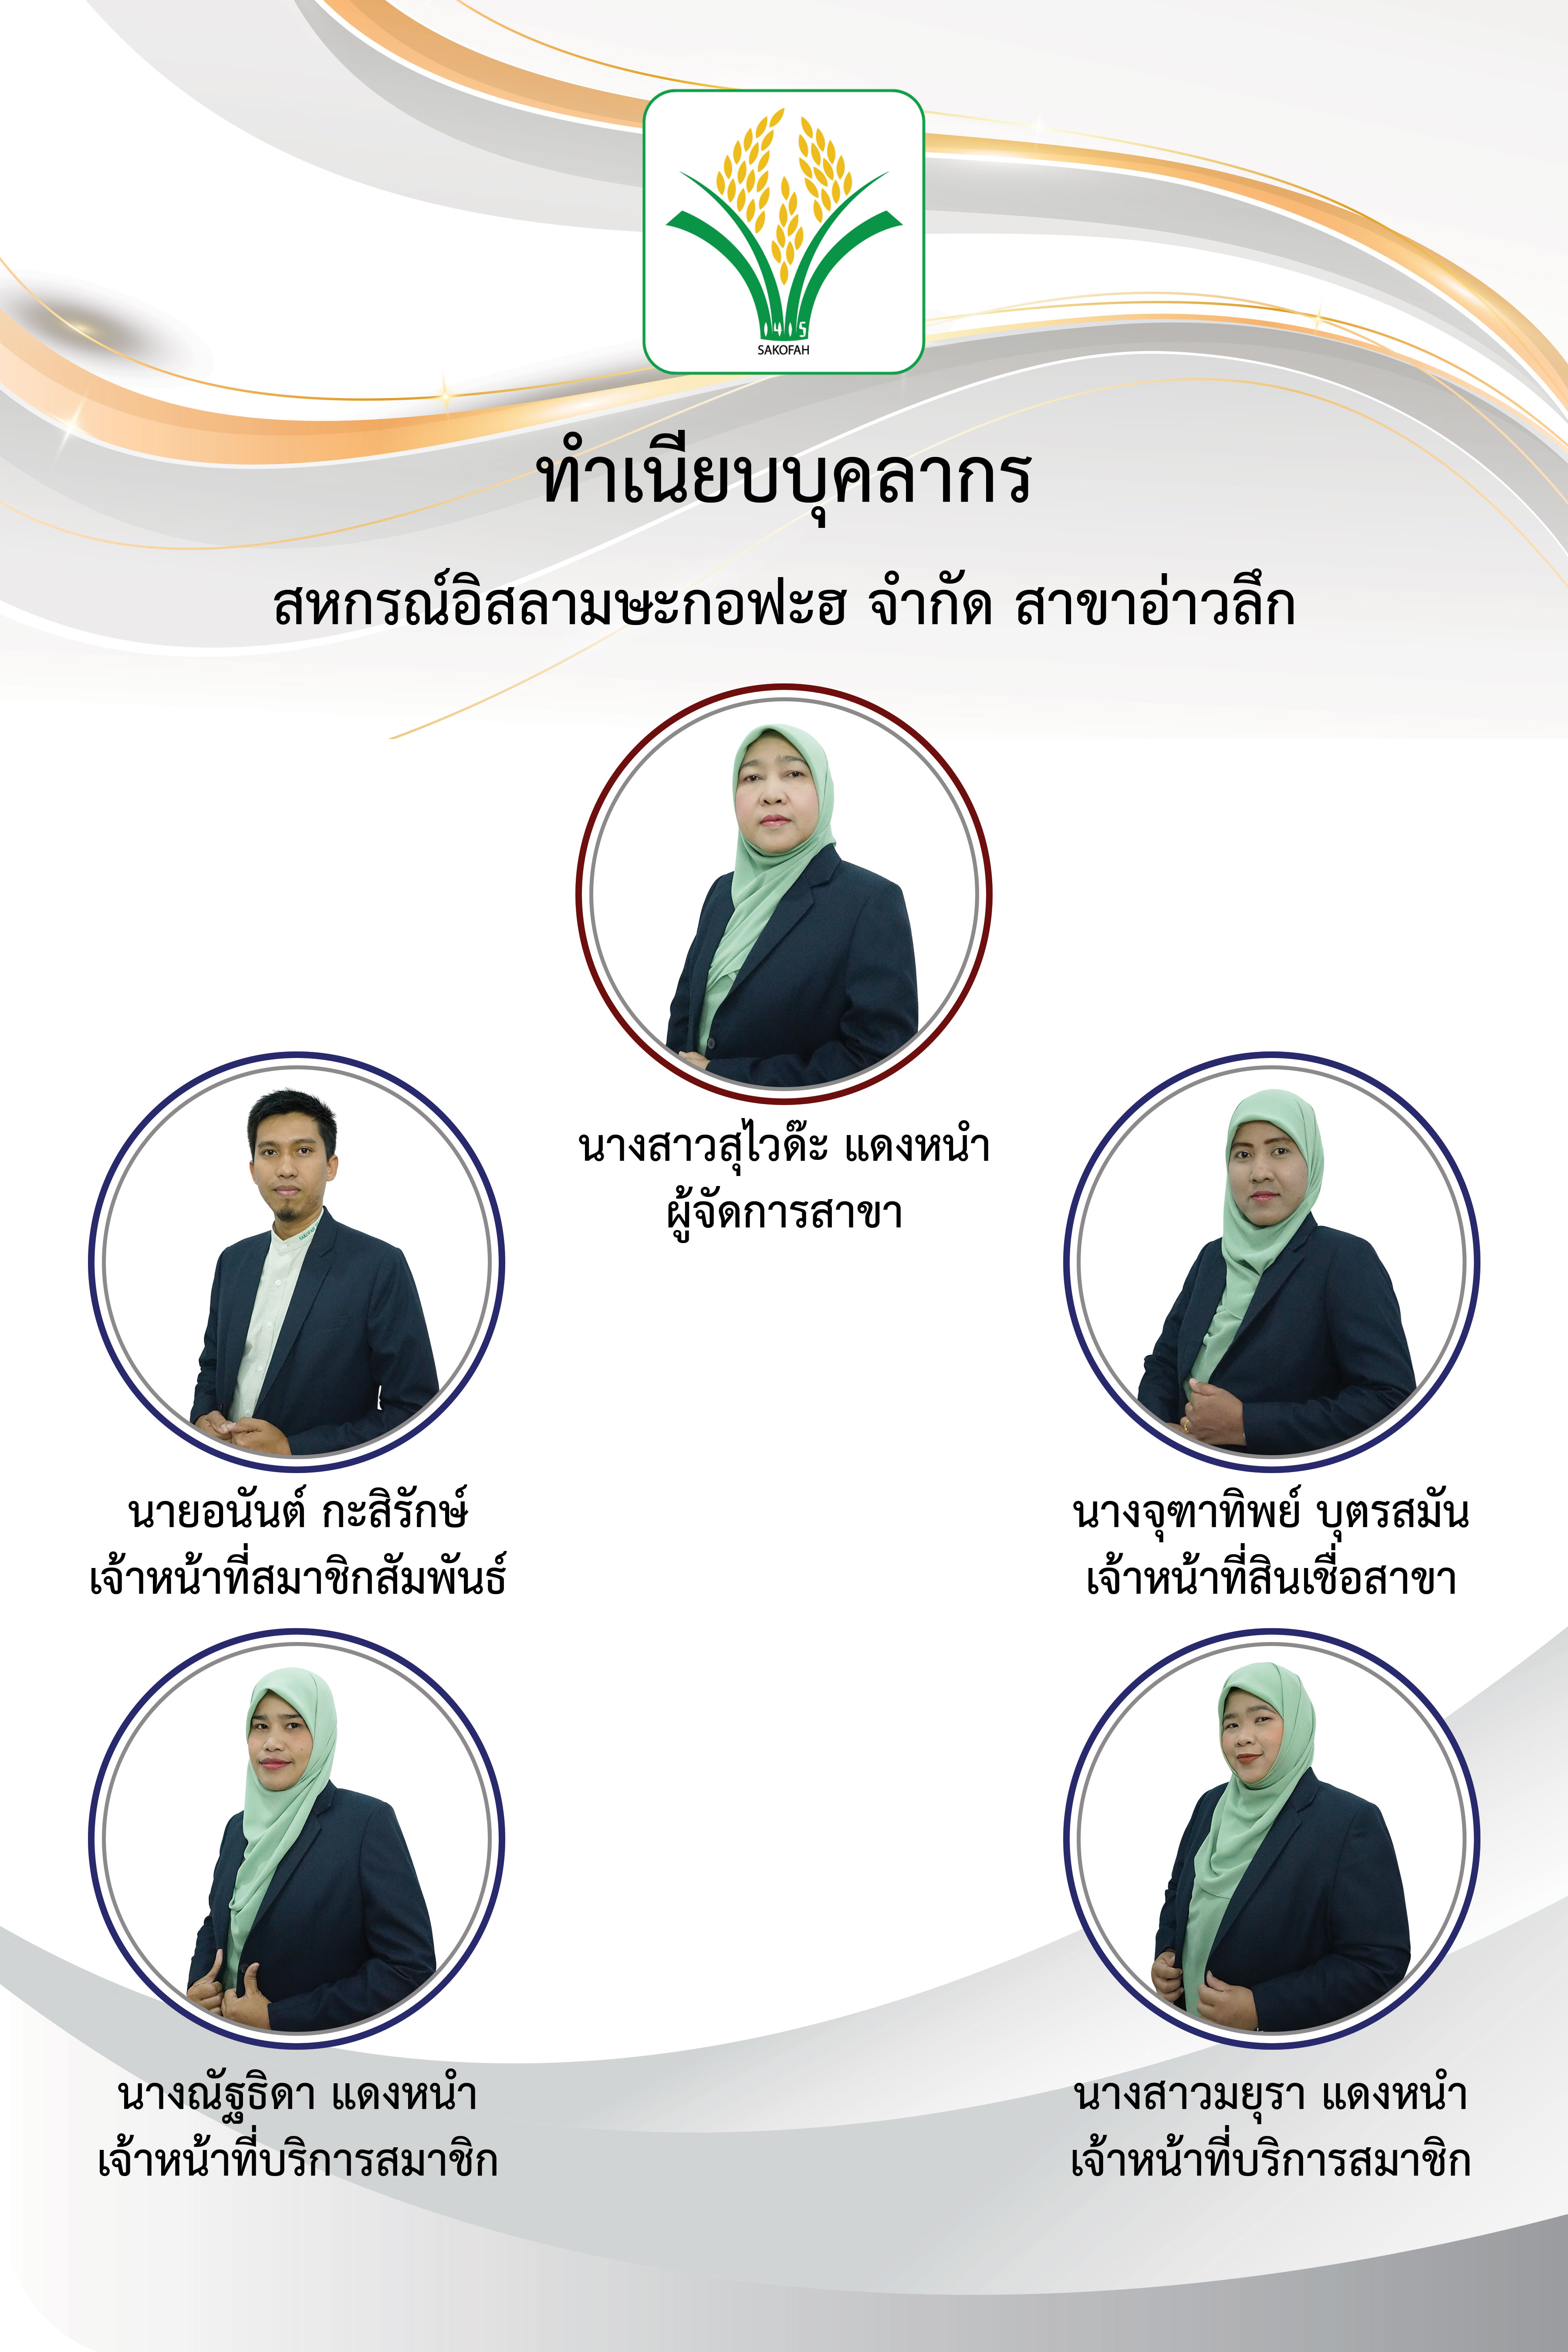 1415
SAKOFAH
ทำเนียบบุคลากร
สหกรณ์อิสลามษะกอฟะฮ จำกัด สาขาอ่าวลึก
นางสาวสุไวด๊ะ แดงหนำ
ผู้จัดการสาขา
นายอนันต์ กะสิรักษ์
เจ้าหน้าที่สมาชิกสัมพันธ์
นางจุฑาทิพย์ บุตรสมัน
เจ้าหน้าที่สินเชื่อสาขา
นางณัฐธิดา แดงหนำ
เจ้าหน้าที่บริการสมาชิก
นางสาวมยุรา แดงหนำ
เจ้าหน้าที่บริการสมาชิก